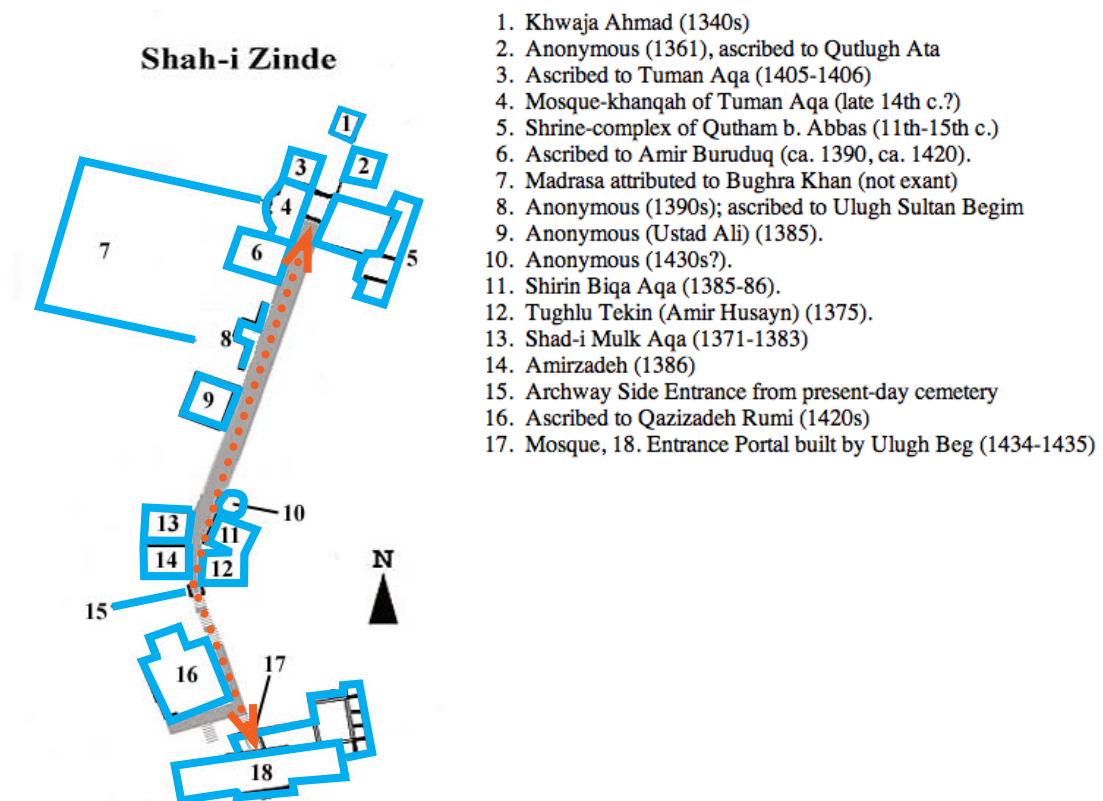 Shah-i Zinde
1. Khwaja Ahmad (1340s)
2. Anonymous (1361), ascribed to Qutlugh Ata
3. Ascribed to Tuman Aqa (1405-1406)
4. Mosque-khanqah of Tuman Aqa (late 14th c.?)
5. Shrine-complex of Qutham b. Abbas (11th-15th c.)
6. Ascribed to Amir Buruduq (ca. 1390, ca. 1420).
7. Madrasa attributed to Bughra Khan (not exant)
8. Anonymous (1390s); ascribed to Ulugh Sultan Begim
9. Anonymous (Ustad Ali) (1385).
10. Anonymous (1430s?).
11. Shirin Biqa Aqa (1385-86).
12. Tughlu Tekin (Amir Husayn) (1375).
13. Shad-i Mulk Aqa (1371-1383)
14. Amirzadeh (1386)
15. Archway Side Entrance from present-day cemetery
16. Ascribed to Qazizadeh Rumi (1420s)
17. Mosque, 18. Entrance Portal built by Ulugh Beg (1434-1435)
1
2
3
4
5
6
7
8
9
10
11
12
13
14
N
15
16
17
18